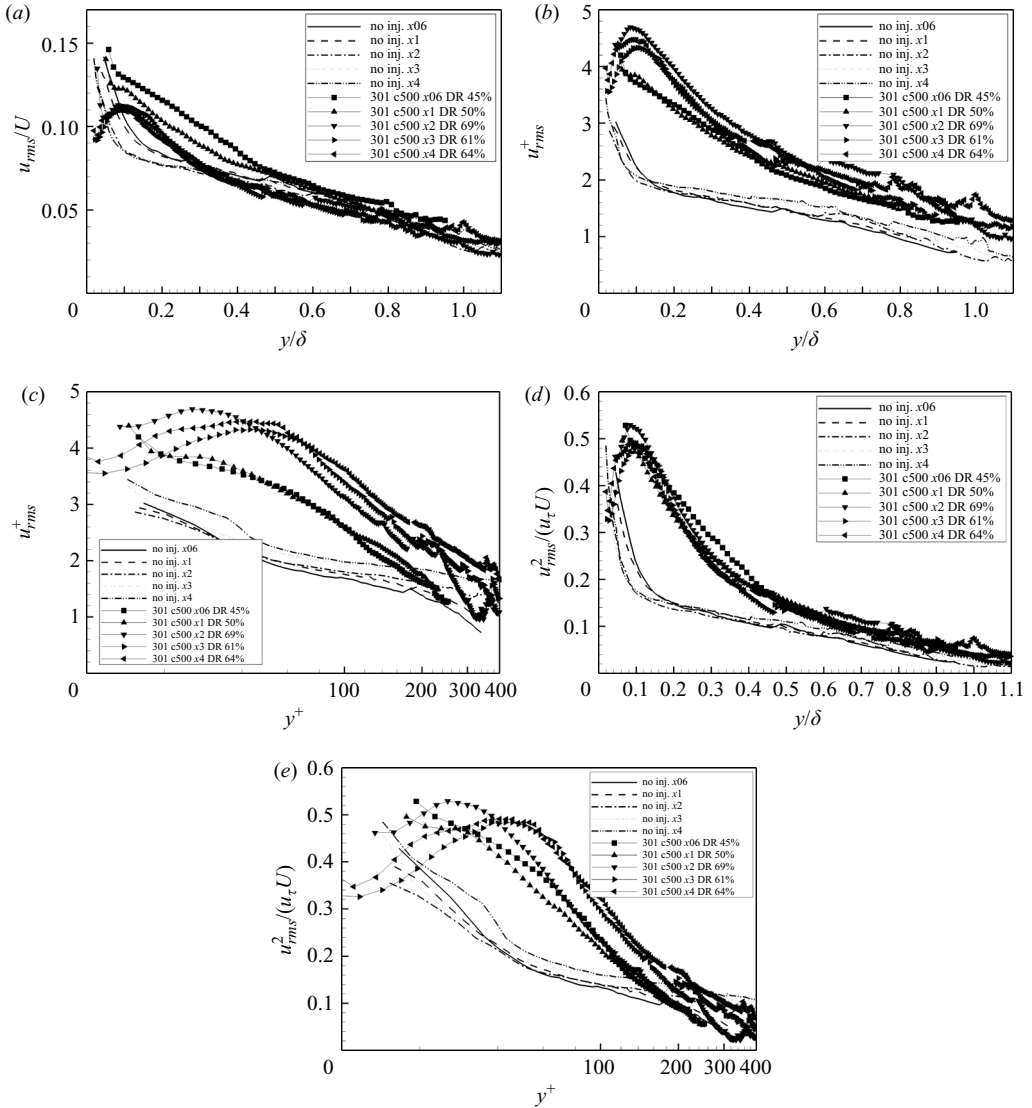 (a)
0.15
0.10
0.05
0
0.2
0.4
0.6
0.8
1.0
u_rms/U
y/δ
no inj. x06
no inj. x1
no inj. x2
no inj. x3
no inj. x4
301 c500 x06 DR 45%
301 c500 x1 DR 50%
301 c500 x2 DR 69%
301 c500 x3 DR 61%
301 c500 x4 DR 64%
(b)
5
4
3
2
1
0
0.2
0.4
0.6
0.8
1.0
u⁺_rms
y/δ
no inj. x06
no inj. x1
no inj. x2
no inj. x3
no inj. x4
301 c500 x06 DR 45%
301 c500 x1 DR 50%
301 c500 x2 DR 69%
301 c500 x3 DR 61%
301 c500 x4 DR 64%
(c)
5
4
3
2
1
0
100
200
300
400
u⁺_rms
y⁺
no inj. x06
no inj. x1
no inj. x2
no inj. x3
no inj. x4
301 c500 x06 DR 45%
301 c500 x1 DR 50%
301 c500 x2 DR 69%
301 c500 x3 DR 61%
301 c500 x4 DR 64%
(d)
0.6
0.5
0.4
0.3
0.2
0.1
0
0.1
0.2
0.3
0.4
0.5
0.6
0.7
0.8
0.9
1.0
1.1
u²_rms/(u_τ U)
y/δ
no inj. x06
no inj. x1
no inj. x2
no inj. x3
no inj. x4
301 c500 x06 DR 45%
301 c500 x1 DR 50%
301 c500 x2 DR 69%
301 c500 x3 DR 61%
301 c500 x4 DR 64%
(e)
0.6
0.5
0.4
0.3
0.2
0.1
0
100
200
300
400
u²_rms/(u_τ U)
y⁺
no inj. x06
no inj. x1
no inj. x2
no inj. x3
no inj. x4
301 c500 x06 DR 45%
301 c500 x1 DR 50%
301 c500 x2 DR 69%
301 c500 x3 DR 61%
301 c500 x4 DR 64%